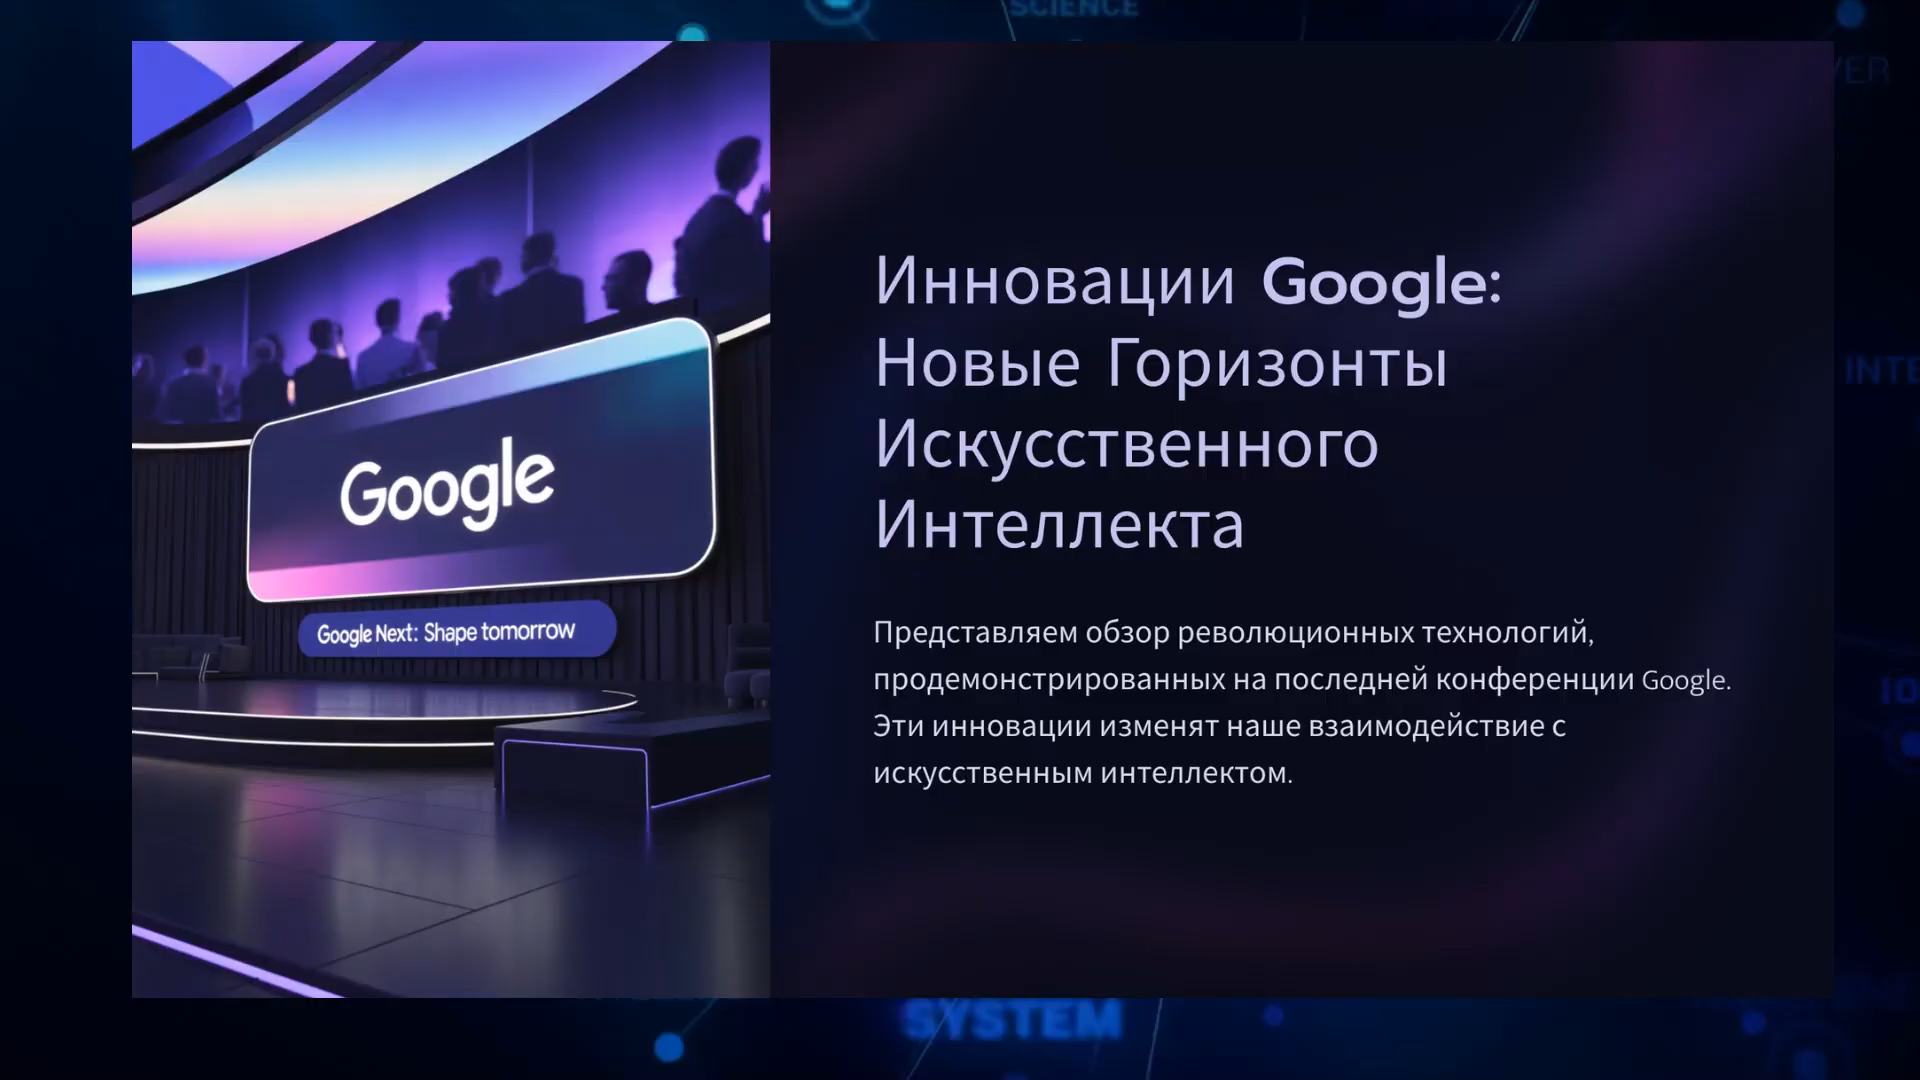 SCIENCE
Google
Google Next: Shape tomorrow
Инновации Google:
Новые Горизонты
Искусственного
Интеллекта
Представляем обзор революционных технологий,
продемонстрированных на последней конференции Google.
Эти инновации изменят наше взаимодействие с
искусственным интеллектом.
SYSTEM